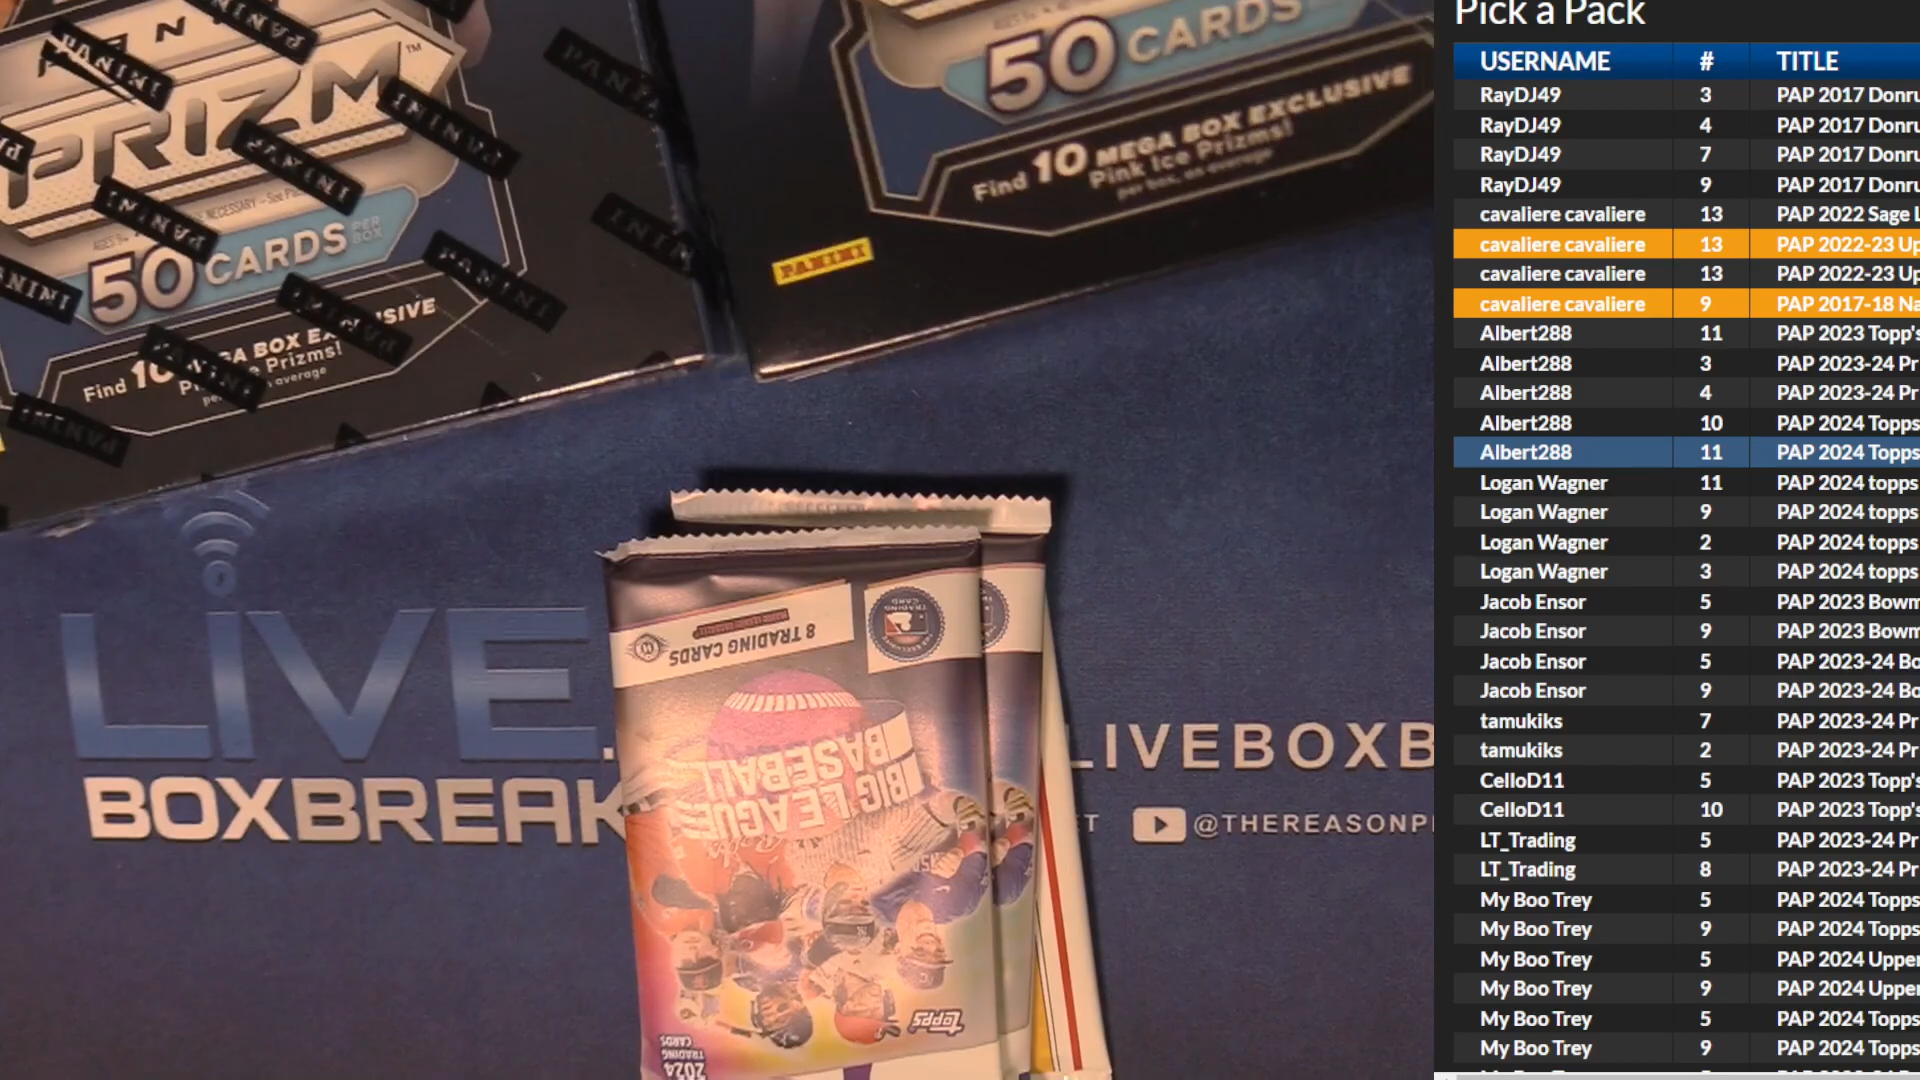 PRIZM
50 CARDS PER BOX
Find 10
50 CARDS
Find 10 MEGA BOX EXCLUSIVE
Pink Ice Prizms!
per box, on average
PANINI
LIVE.
BOXBREAK
LIVEBOXB
@THEREASONP
8 TRADING CARDS
BIG LEAGUE
BASEBALL
topps
2024
TRADING
CARDS
Pick a Pack
USERNAME # TITLE
RayDJ49 3 PAP 2017 Donru
RayDJ49 4 PAP 2017 Donru
RayDJ49 7 PAP 2017 Donru
RayDJ49 9 PAP 2017 Donru
cavaliere cavaliere 13 PAP 2022 Sage L
cavaliere cavaliere 13 PAP 2022-23 Up
cavaliere cavaliere 13 PAP 2022-23 Up
cavaliere cavaliere 9 PAP 2017-18 Na
Albert288 11 PAP 2023 Topp's
Albert288 3 PAP 2023-24 Pr
Albert288 4 PAP 2023-24 Pr
Albert288 10 PAP 2024 Topps
Albert288 11 PAP 2024 Topps
Logan Wagner 11 PAP 2024 topps
Logan Wagner 9 PAP 2024 topps
Logan Wagner 2 PAP 2024 topps
Logan Wagner 3 PAP 2024 topps
Jacob Ensor 5 PAP 2023 Bowm
Jacob Ensor 9 PAP 2023 Bowm
Jacob Ensor 5 PAP 2023-24 Bo
Jacob Ensor 9 PAP 2023-24 Bo
tamukiks 7 PAP 2023-24 Pr
tamukiks 2 PAP 2023-24 Pr
CelloD11 5 PAP 2023 Topp's
CelloD11 10 PAP 2023 Topp's
LT_Trading 5 PAP 2023-24 Pr
LT_Trading 8 PAP 2023-24 Pr
My Boo Trey 5 PAP 2024 Topps
My Boo Trey 9 PAP 2024 Topps
My Boo Trey 5 PAP 2024 Upper
My Boo Trey 9 PAP 2024 Upper
My Boo Trey 5 PAP 2024 Topps
My Boo Trey 9 PAP 2024 Topps